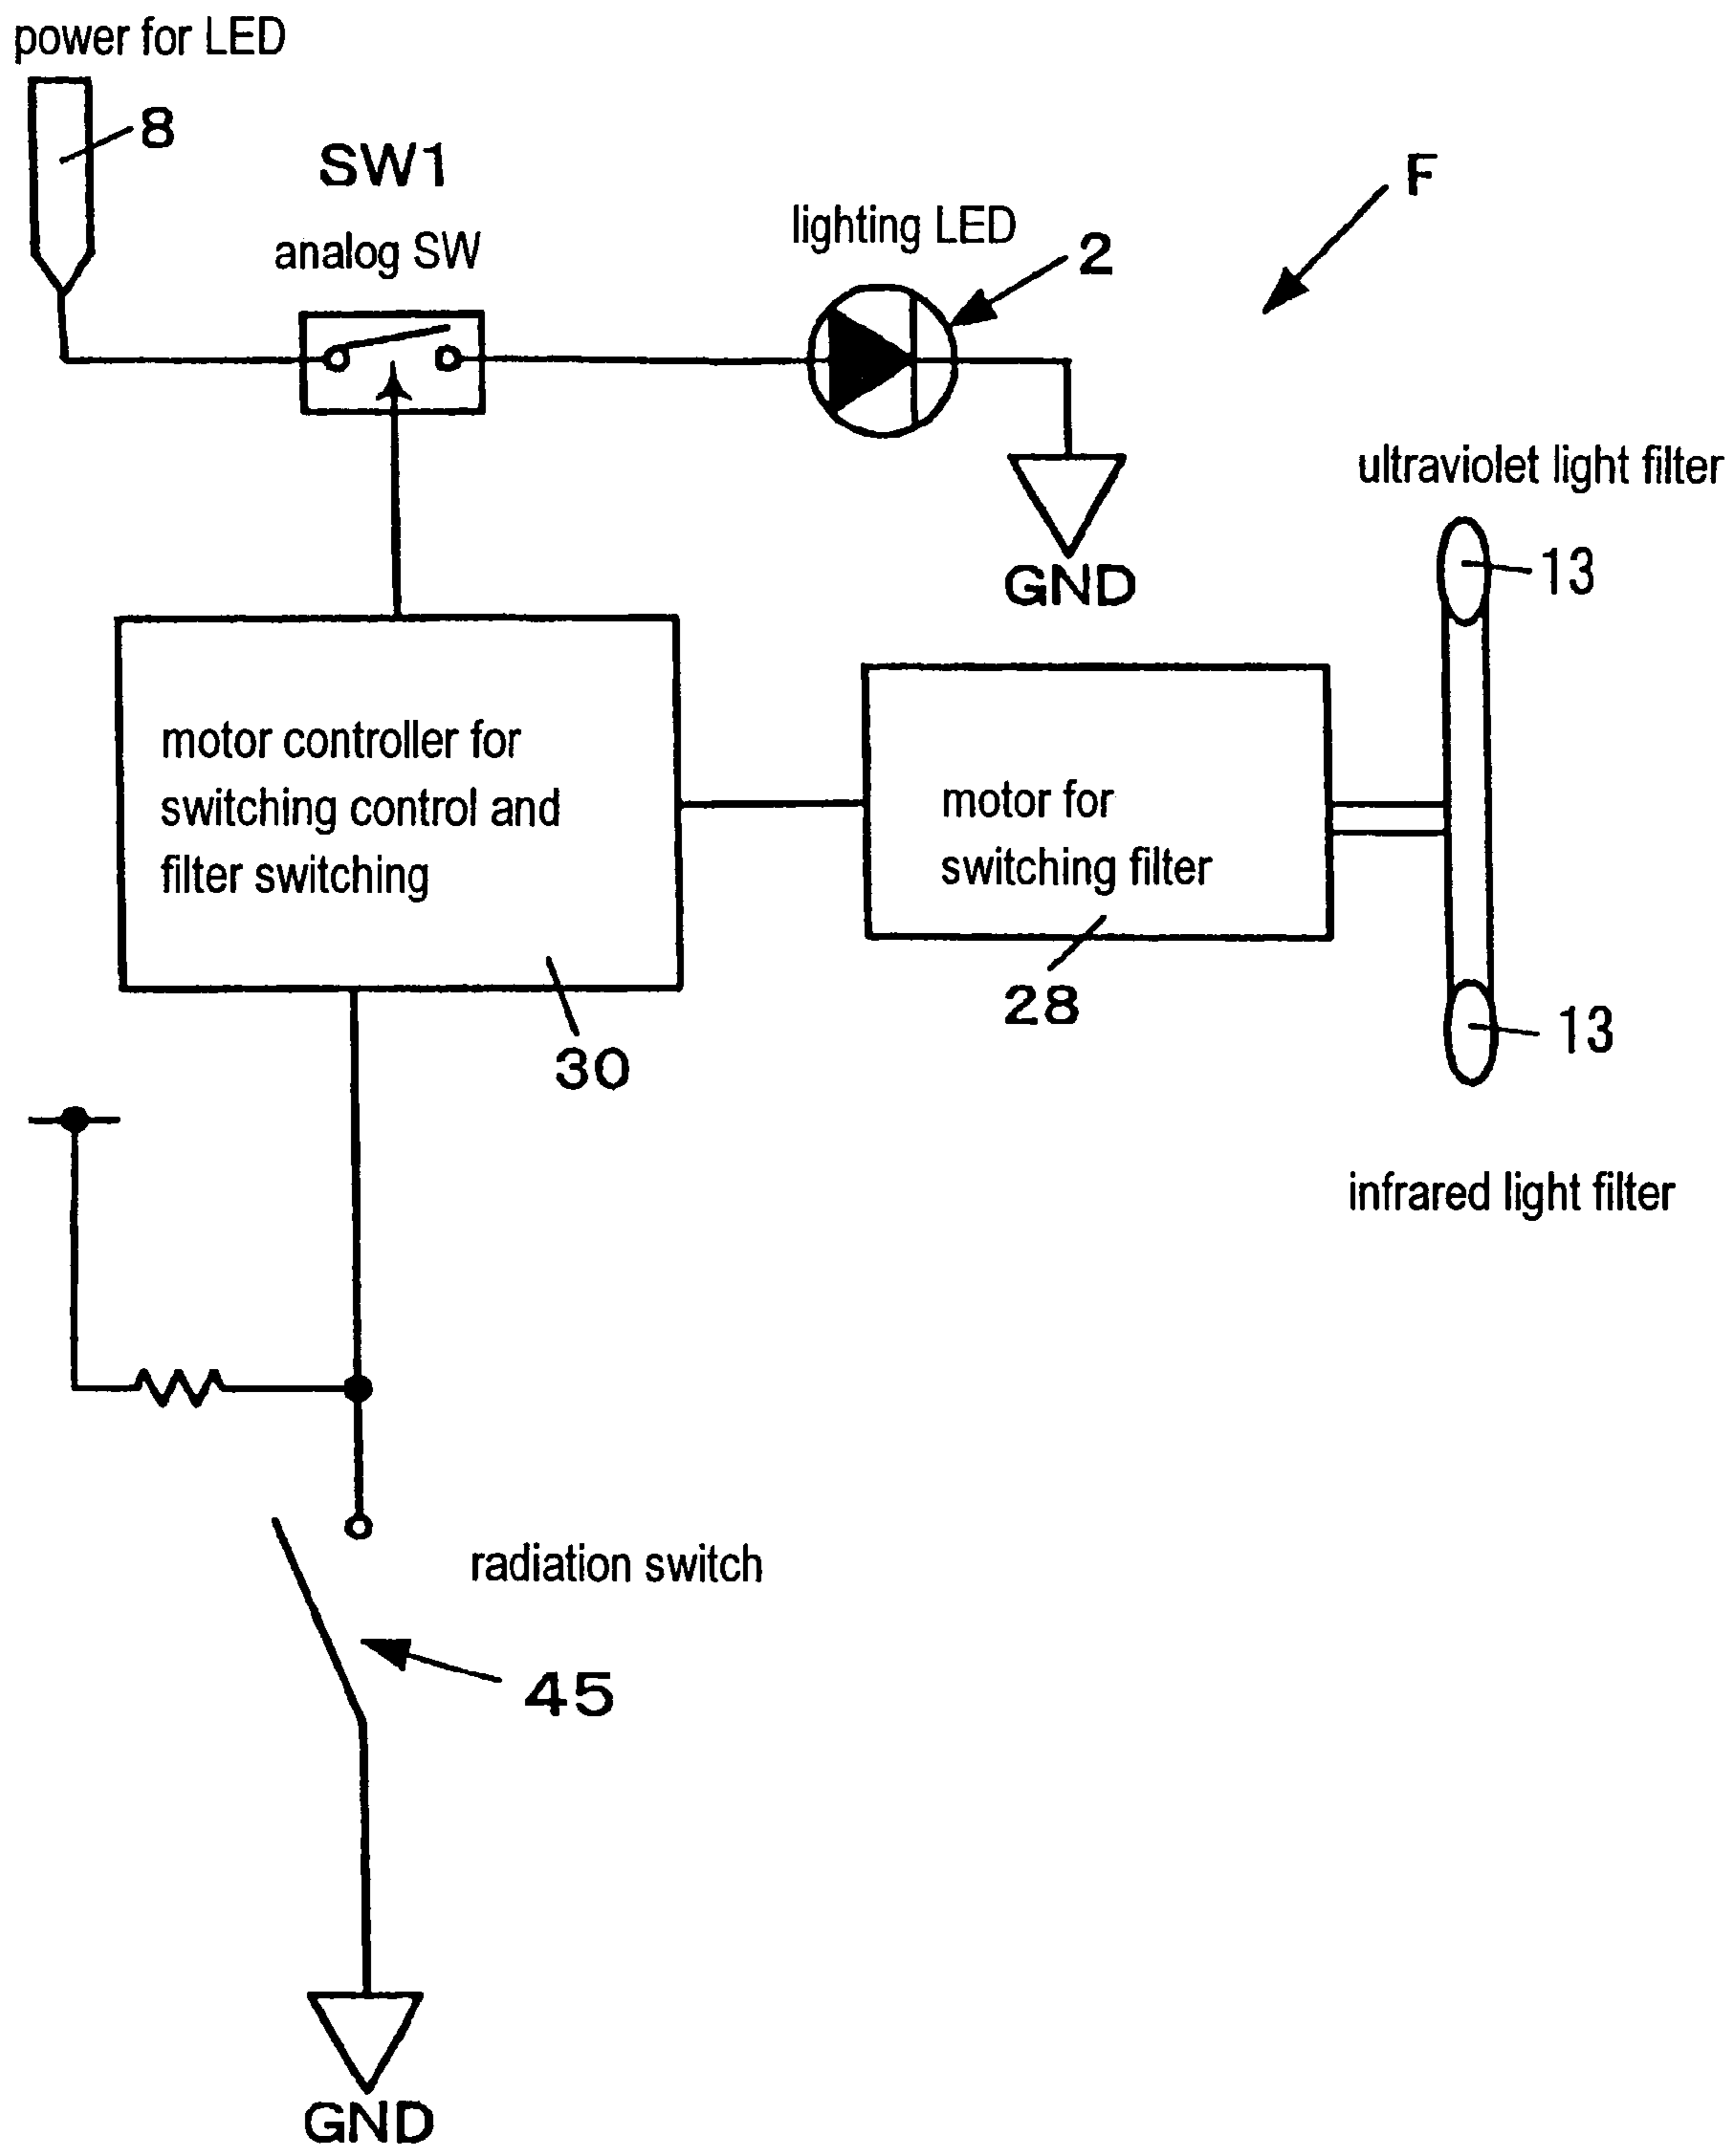 power for LED
8
SW1
analog SW
lighting LED
2
F
GND
ultraviolet light filter
13
motor controller for
switching control and
filter switching
30
motor for
switching filter
28
13
infrared light filter
radiation switch
45
GND